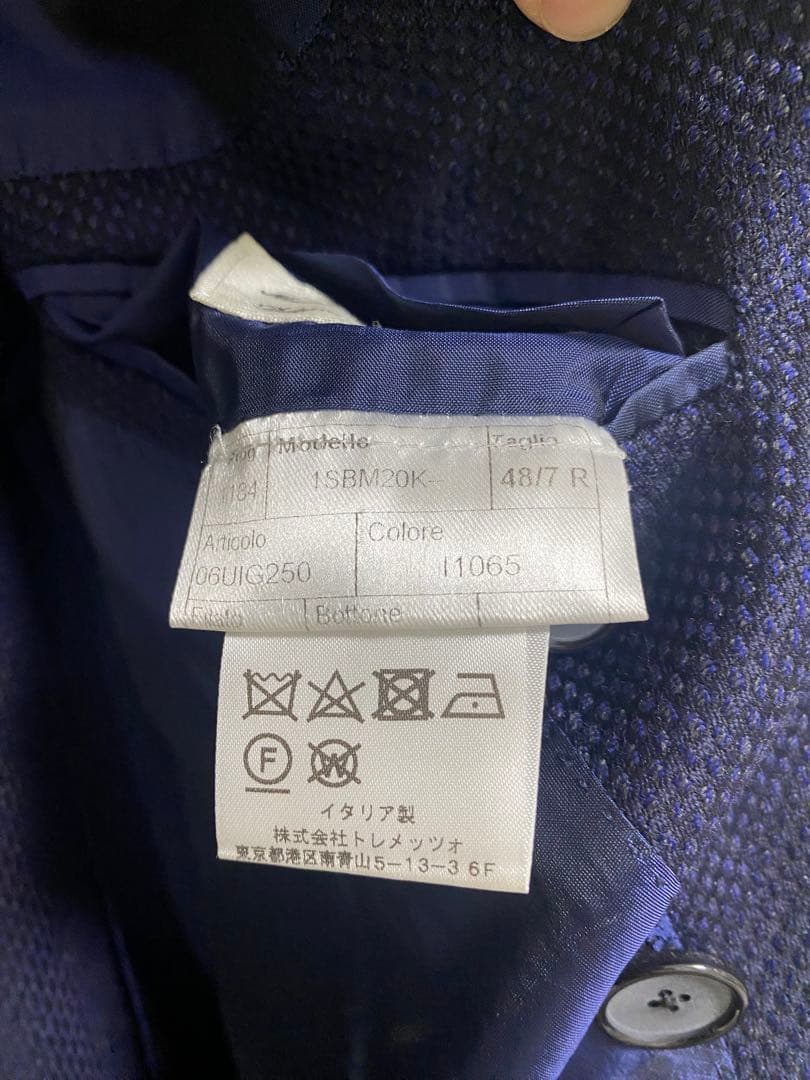 Modello Taglia
184 1SBM20K- 48/7 R
Articolo Colore
06UIG250 I1065
Bottone
F W
イタリア製
株式会社トレメッツォ
東京都港区南青山5-13-3 6F